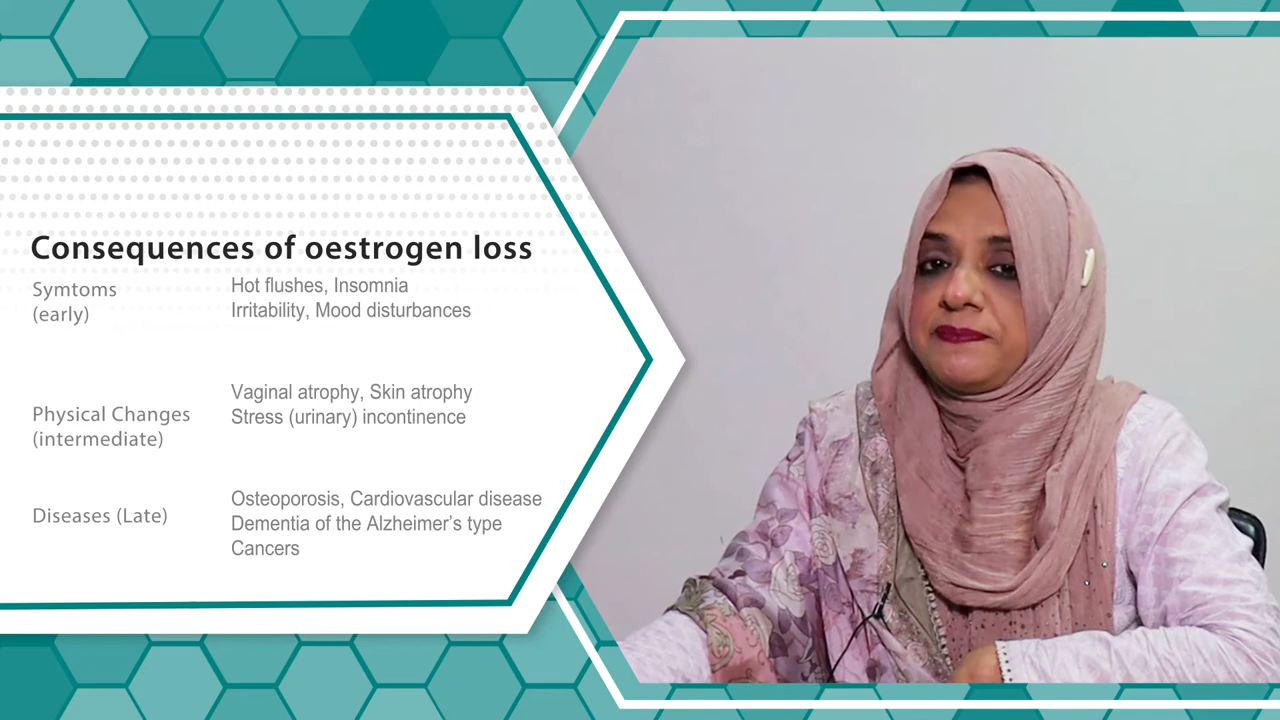 Consequences of oestrogen loss
Symtoms
(early)
Hot flushes, Insomnia
Irritability, Mood disturbances
Physical Changes
(intermediate)
Vaginal atrophy, Skin atrophy
Stress (urinary) incontinence
Diseases (Late)
Osteoporosis, Cardiovascular disease
Dementia of the Alzheimer’s type
Cancers